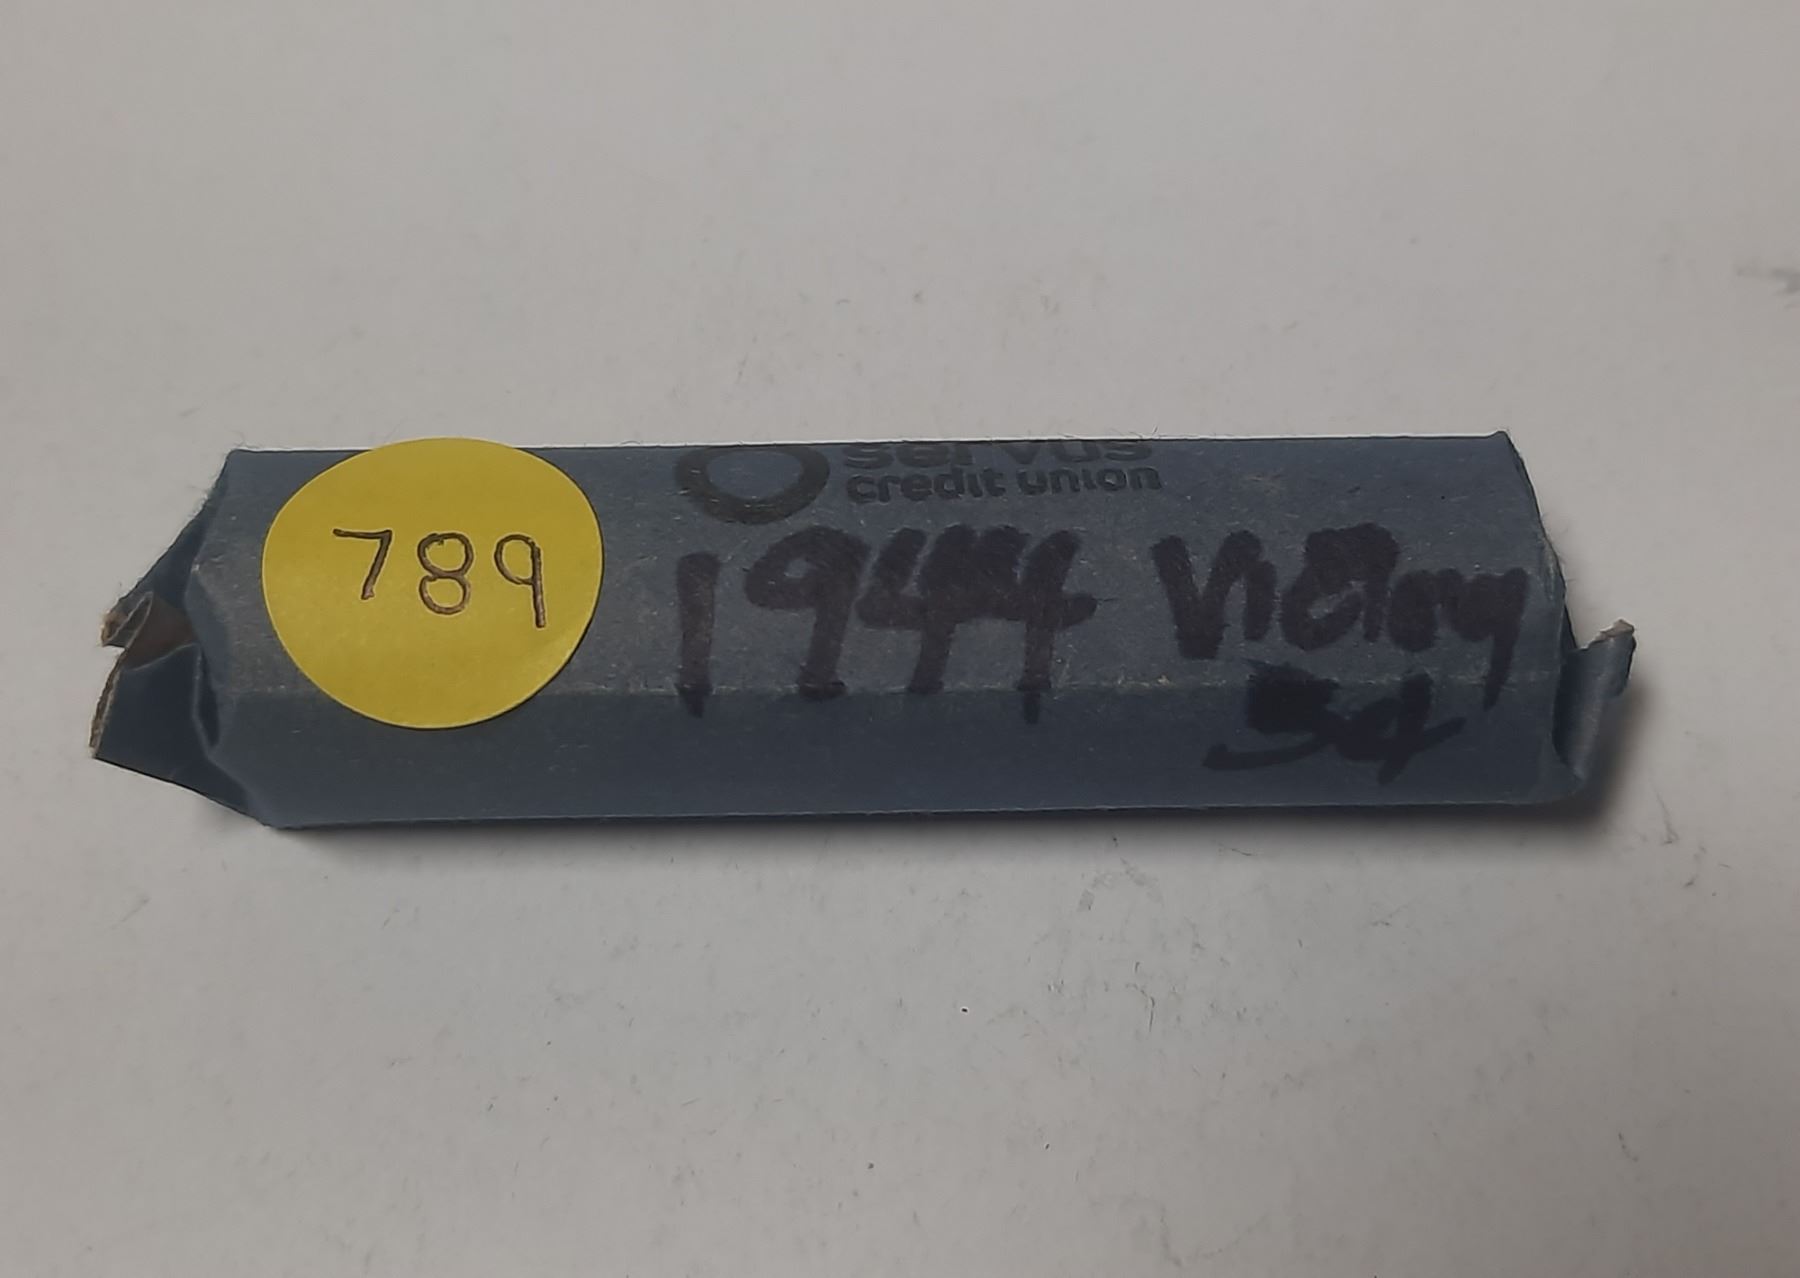 servus
credit union
789
1944 Victory
5¢